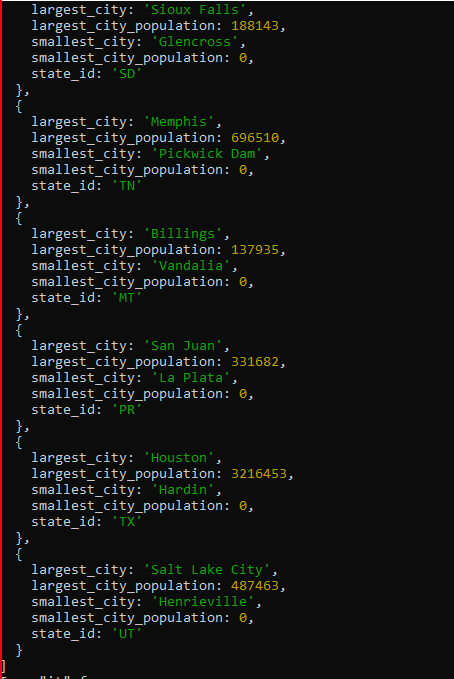 largest_city: 'Sioux Falls',
largest_city_population: 188143,
smallest_city: 'Glencross',
smallest_city_population: 0,
state_id: 'SD'
},
{
largest_city: 'Memphis',
largest_city_population: 696510,
smallest_city: 'Pickwick Dam',
smallest_city_population: 0,
state_id: 'TN'
},
{
largest_city: 'Billings',
largest_city_population: 137935,
smallest_city: 'Vandalia',
smallest_city_population: 0,
state_id: 'MT'
},
{
largest_city: 'San Juan',
largest_city_population: 331682,
smallest_city: 'La Plata',
smallest_city_population: 0,
state_id: 'PR'
},
{
largest_city: 'Houston',
largest_city_population: 3216453,
smallest_city: 'Hardin',
smallest_city_population: 0,
state_id: 'TX'
},
{
largest_city: 'Salt Lake City',
largest_city_population: 487463,
smallest_city: 'Henrieville',
smallest_city_population: 0,
state_id: 'UT'
}
]